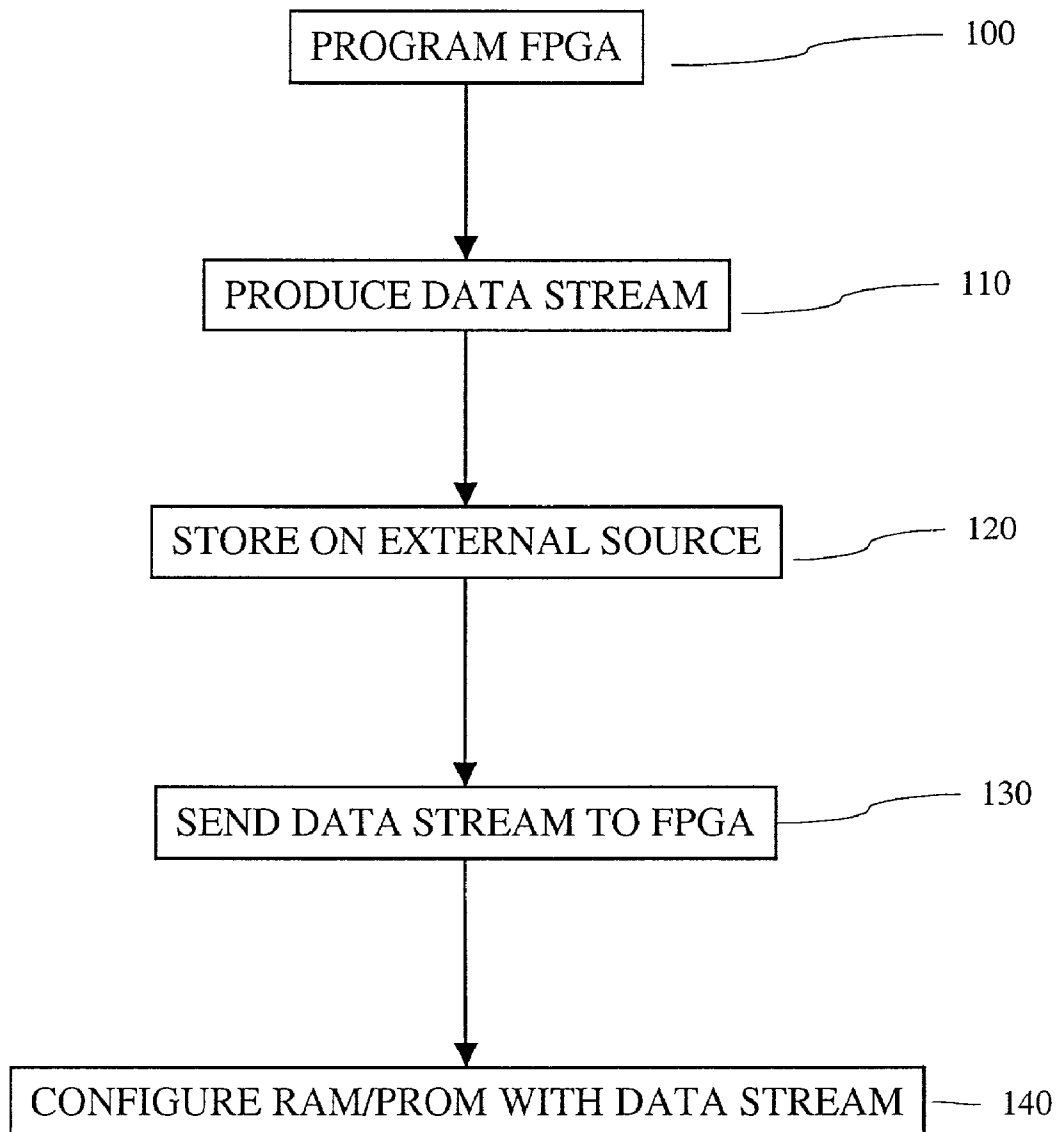 PROGRAM FPGA
100
PRODUCE DATA STREAM
110
STORE ON EXTERNAL SOURCE
120
SEND DATA STREAM TO FPGA
130
CONFIGURE RAM/PROM WITH DATA STREAM
140